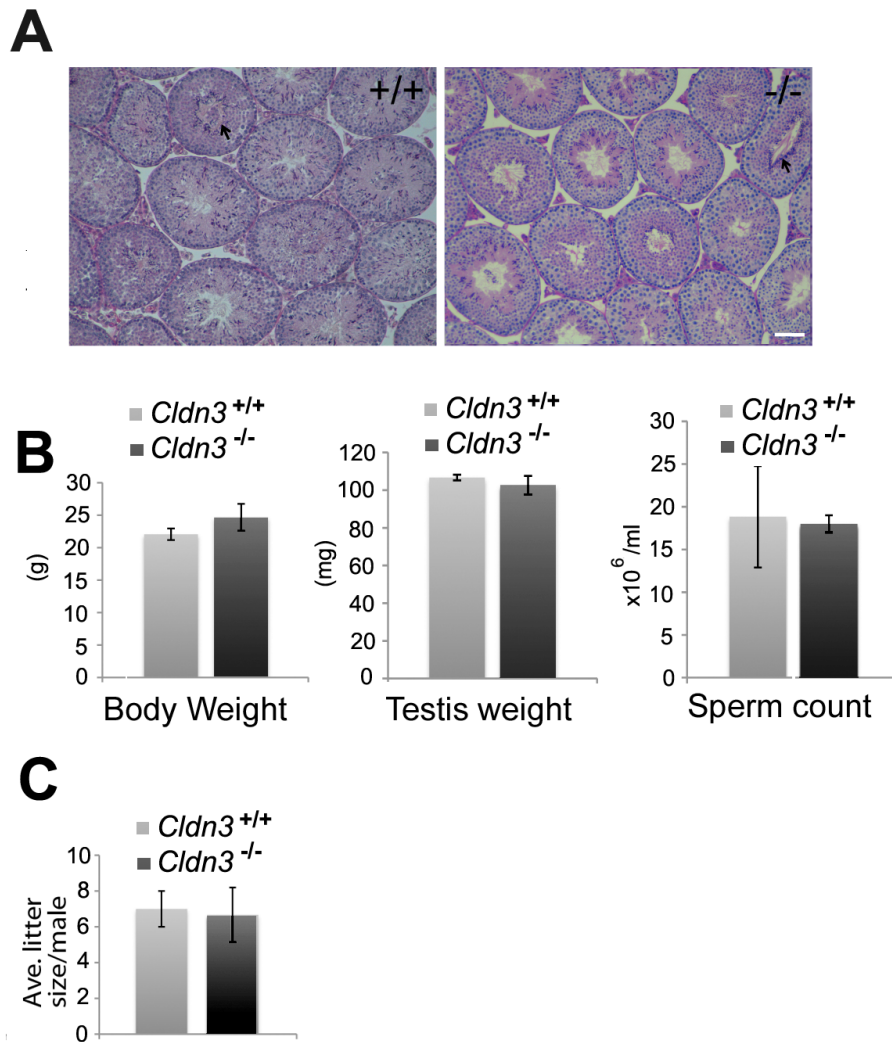 A
+/+
-/-
B
Cldn3 +/+
Cldn3 -/-
30
25
20
15
10
5
0
(g)
Body Weight
Cldn3 +/+
Cldn3 -/-
120
100
80
60
40
20
0
(mg)
Testis weight
Cldn3 +/+
Cldn3 -/-
30
25
20
15
10
5
0
x10^6/ml
Sperm count
C
Cldn3 +/+
Cldn3 -/-
10
8
6
4
2
0
Ave. litter
size/male